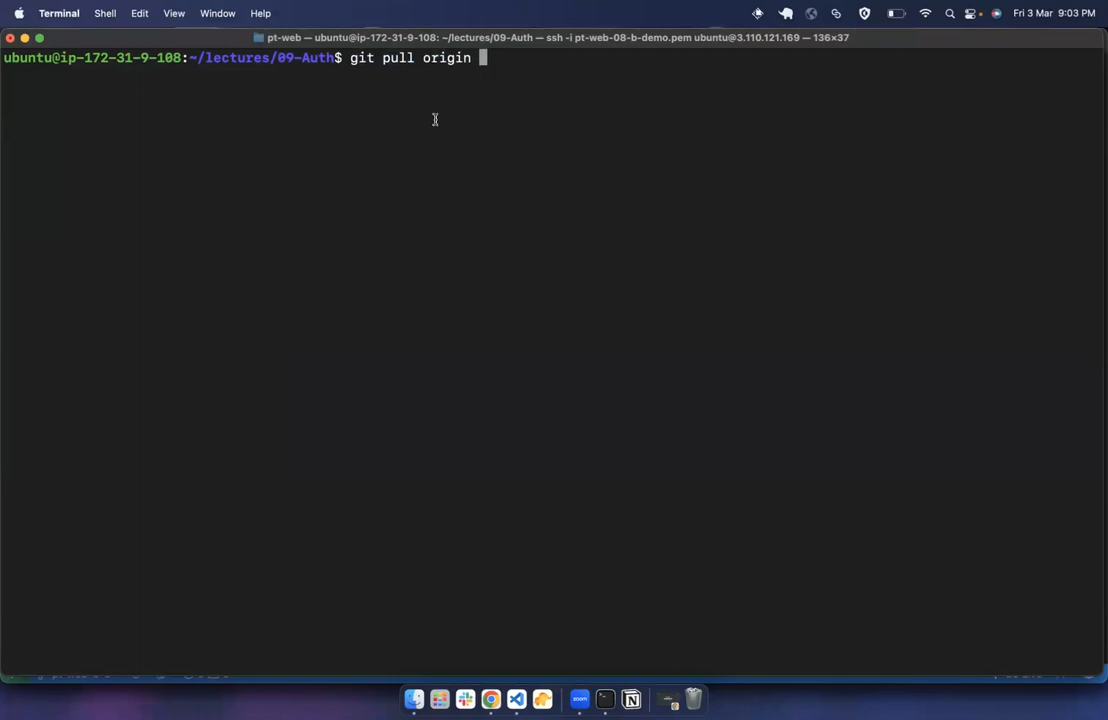 Terminal Shell Edit View Window Help Fri 3 Mar 9:03 PM
pt-web — ubuntu@ip-172-31-9-108: ~/lectures/09-Auth — ssh -i pt-web-08-b-demo.pem ubuntu@3.110.121.169 — 136×37
ubuntu@ip-172-31-9-108:~/lectures/09-Auth$ git pull origin
zoom